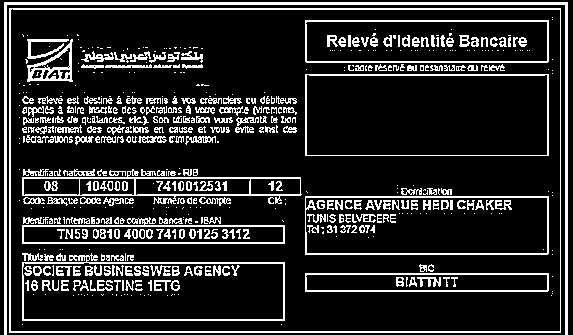 Relevé d'Identité Bancaire
Cadre réservé au destinataire du relevé
BIAT
بنك تونس العربي الدولي
Ce relevé est destiné à être remis à vos créanciers ou débiteurs
appelés à faire inscrire des opérations à votre compte (virements,
paiements de quittances, etc.). Son utilisation vous garantit le bon
enregistrement des opérations en cause et vous évite ainsi des
réclamations pour erreurs ou retards d'imputation.
Identifiant national de compte bancaire - RIB
08 104000 7410012531 12
Code Banque Code Agence Numéro de Compte Clé :
Identifiant international de compte bancaire - IBAN
TN59 0810 4000 7410 0125 3112
Titulaire du compte bancaire
SOCIETE BUSINESSWEB AGENCY
16 RUE PALESTINE 1ETG
Domiciliation
AGENCE AVENUE HEDI CHAKER
TUNIS BELVEDERE
Tel : 31 372 074
BIC
BIATTNTT